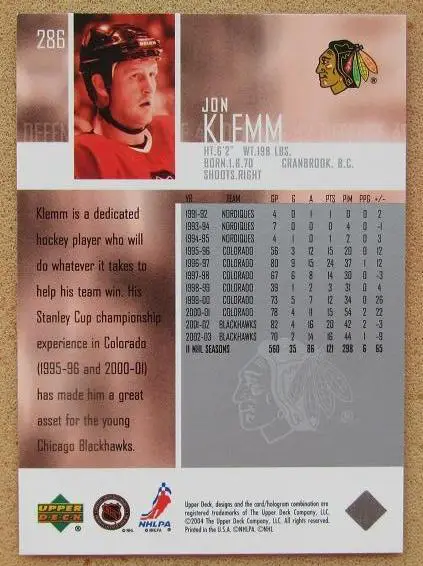 286
JON
KLEMM
HT.6'2" WT.198 LBS.
BORN.1.8.70 CRANBROOK, B.C.
SHOOTS.RIGHT
YR TEAM GP G A PTS PIM PPG +/-
1991-92 NORDIQUES 4 0 1 1 0 0 2
1993-94 NORDIQUES 7 0 0 0 4 0 -1
1994-95 NORDIQUES 4 1 0 1 2 0 3
1995-96 COLORADO 56 3 12 15 20 0 12
1996-97 COLORADO 80 9 15 24 37 1 12
1997-98 COLORADO 67 6 8 14 30 0 -3
1998-99 COLORADO 39 1 2 3 31 0 4
1999-00 COLORADO 73 5 7 12 34 0 26
2000-01 COLORADO 78 4 11 15 54 2 22
2001-02 BLACKHAWKS 82 4 16 20 42 2 -3
2002-03 BLACKHAWKS 70 2 14 16 44 1 -9
11 NHL SEASONS 560 35 86 121 298 6 65
Klemm is a dedicated
hockey player who will
do whatever it takes to
help his team win. His
Stanley Cup championship
experience in Colorado
(1995-96 and 2000-01)
has made him a great
asset for the young
Chicago Blackhawks.
UPPER
DECK
NHLPA
© NHL
© NHLPA
Upper Deck, designs and the card/hologram combination are
registered trademarks of The Upper Deck Company, LLC.
©2004 The Upper Deck Company, LLC. All rights reserved.
Printed in the U.S.A. ©NHLPA. ©NHL